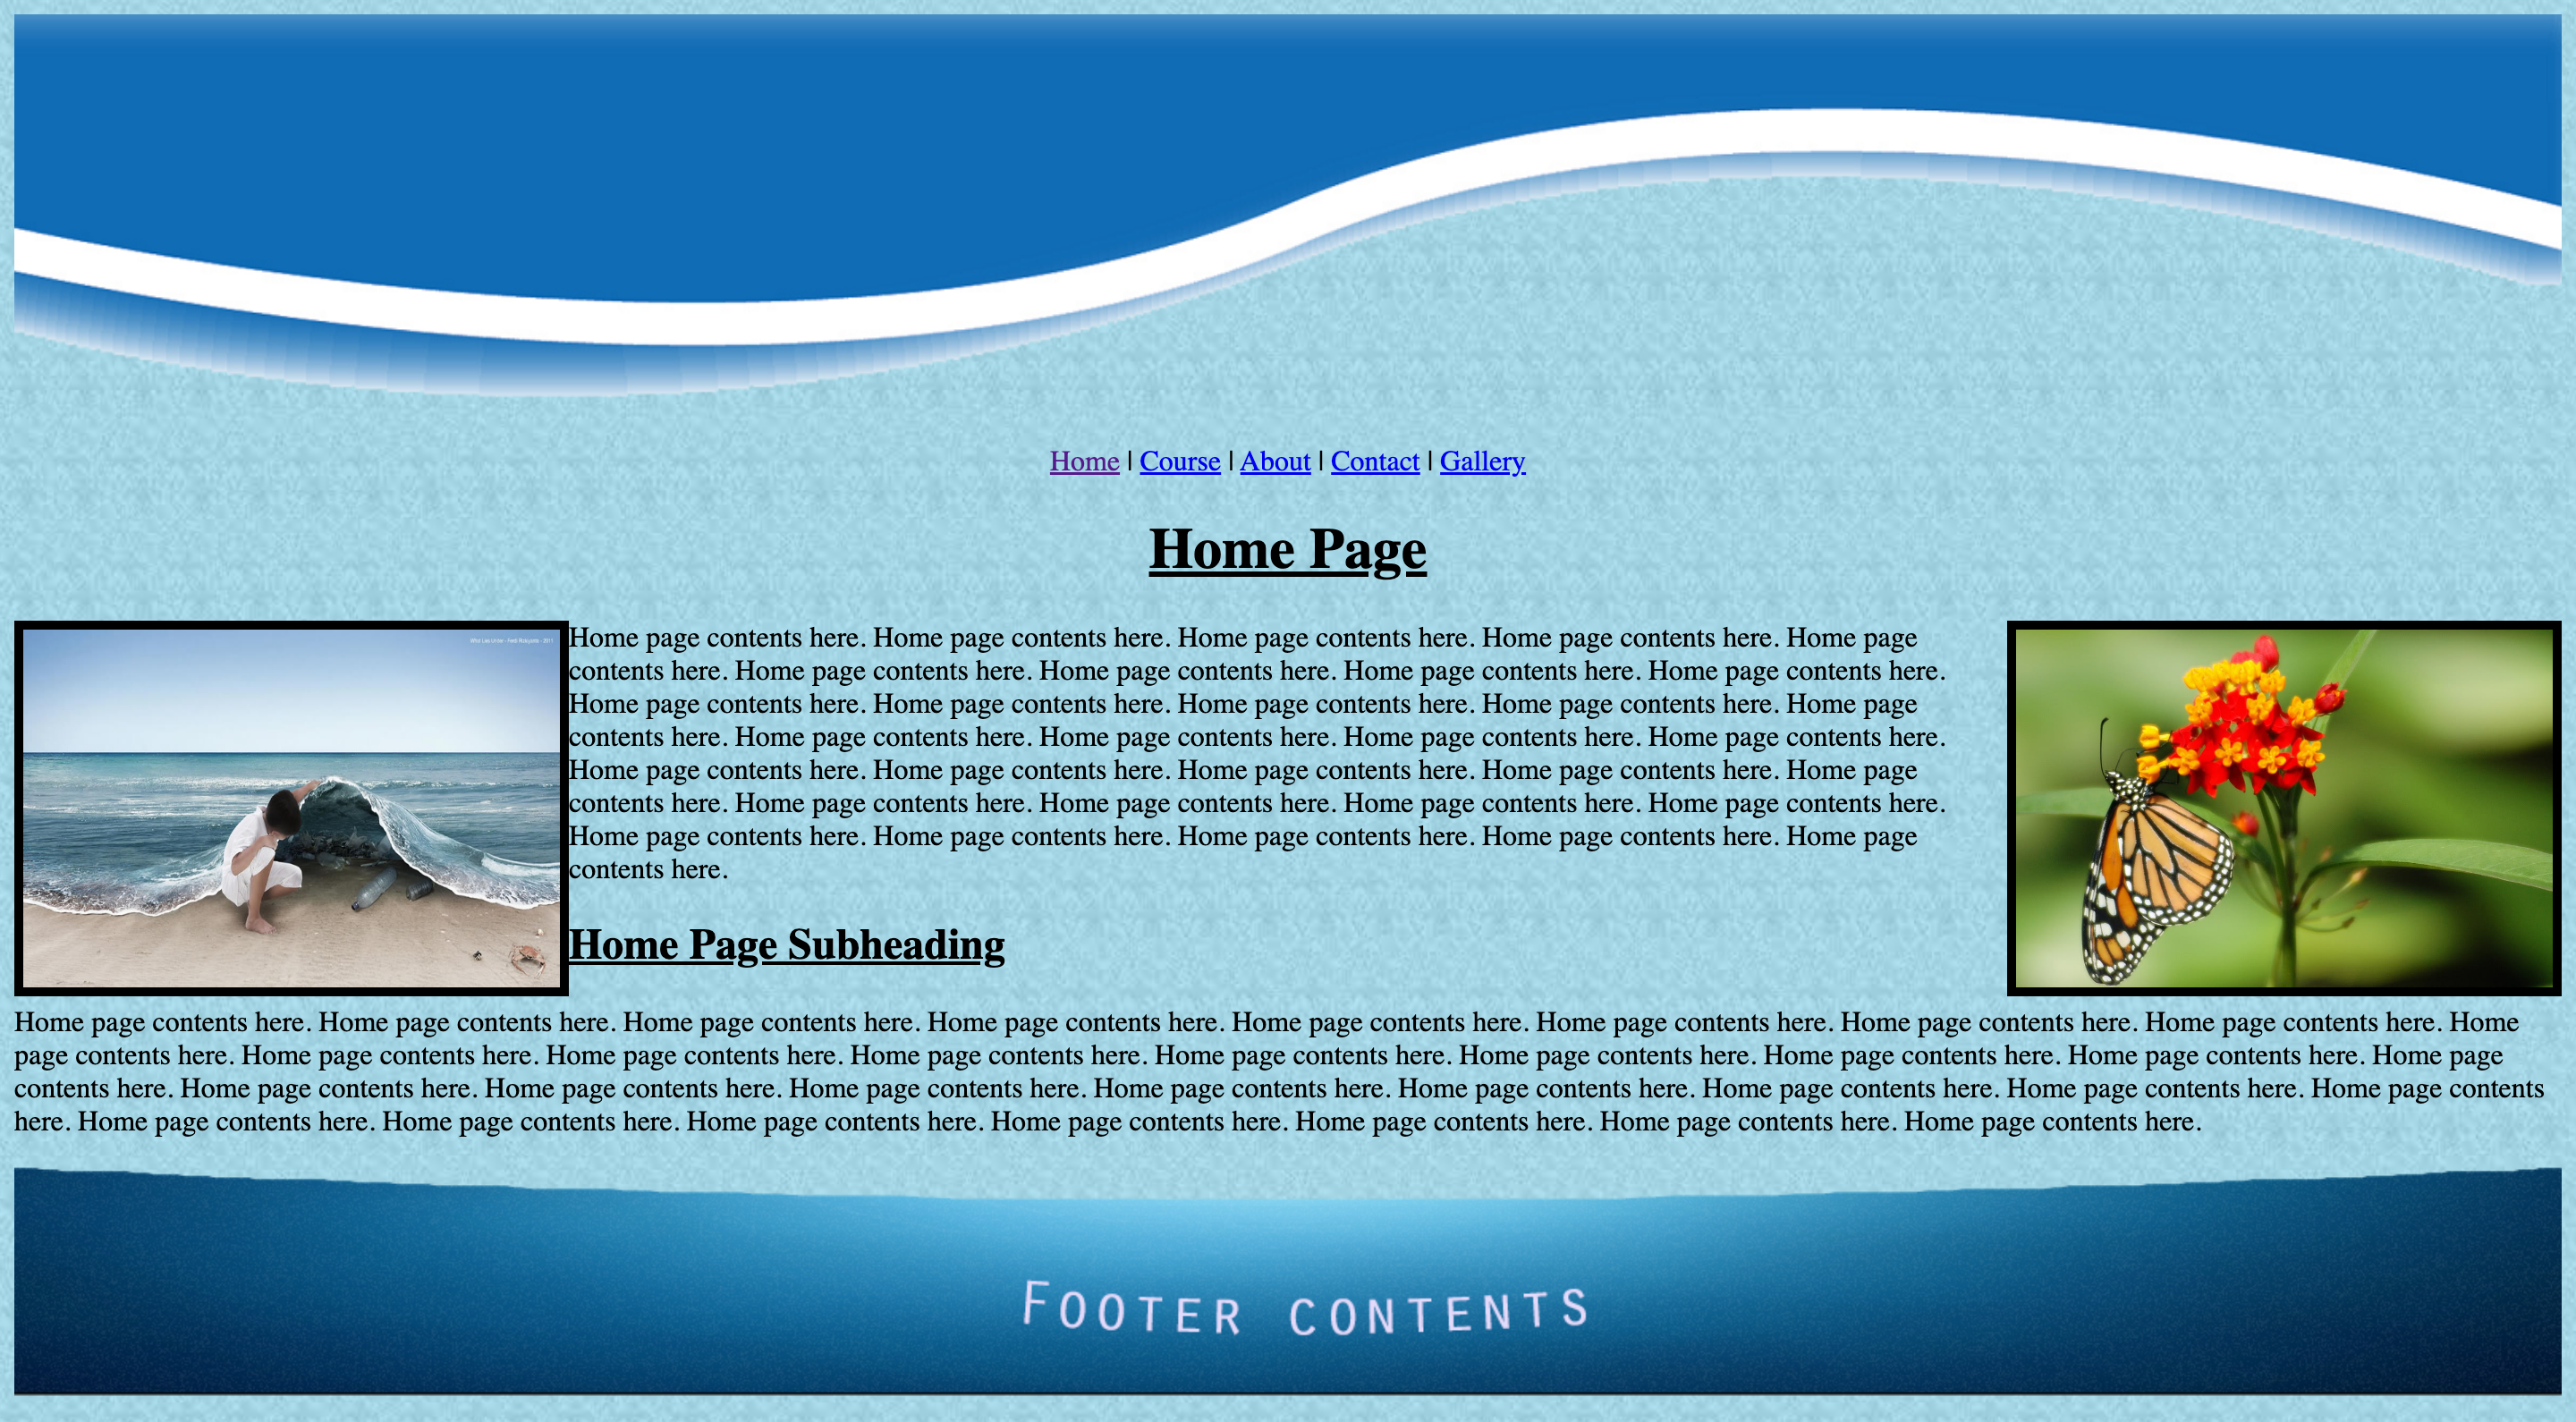 Home | Course | About | Contact | Gallery
Home Page
Home page contents here. Home page contents here. Home page contents here. Home page contents here. Home page
contents here. Home page contents here. Home page contents here. Home page contents here. Home page contents here.
Home page contents here. Home page contents here. Home page contents here. Home page contents here. Home page
contents here. Home page contents here. Home page contents here. Home page contents here. Home page contents here.
Home page contents here. Home page contents here. Home page contents here. Home page contents here. Home page
contents here. Home page contents here. Home page contents here. Home page contents here. Home page contents here.
Home page contents here. Home page contents here. Home page contents here. Home page contents here. Home page
contents here.
Home Page Subheading
Home page contents here. Home page contents here. Home page contents here. Home page contents here. Home page contents here. Home page contents here. Home page contents here. Home page contents here. Home
page contents here. Home page contents here. Home page contents here. Home page contents here. Home page contents here. Home page contents here. Home page contents here. Home page contents here. Home page
contents here. Home page contents here. Home page contents here. Home page contents here. Home page contents here. Home page contents here. Home page contents here. Home page contents here. Home page contents
here. Home page contents here. Home page contents here. Home page contents here. Home page contents here. Home page contents here. Home page contents here. Home page contents here.
Footer contents